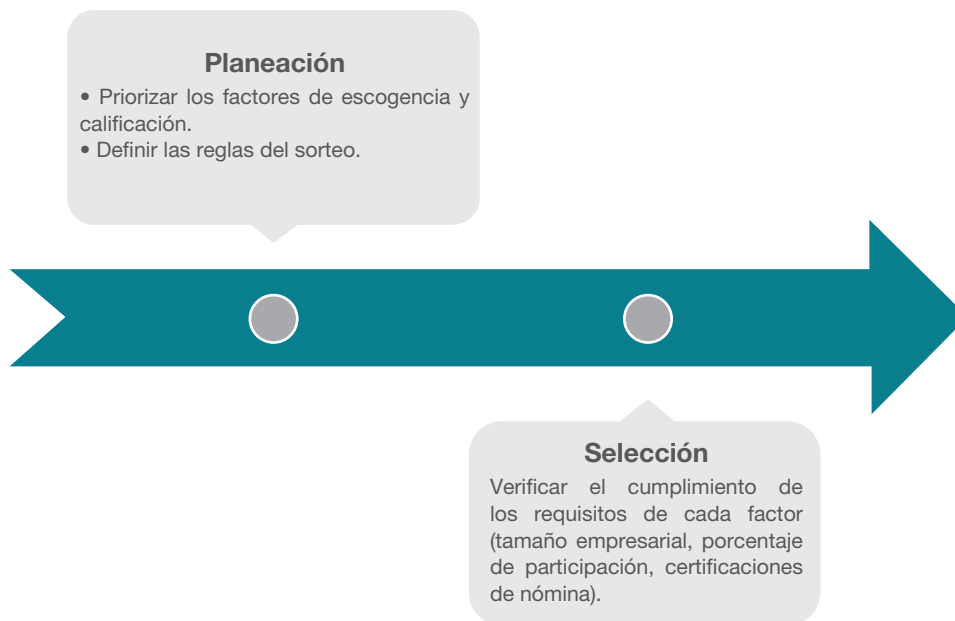 Planeación
• Priorizar los factores de escogencia y
calificación.
• Definir las reglas del sorteo.
Selección
Verificar el cumplimiento de
los requisitos de cada factor
(tamaño empresarial, porcentaje
de participación, certificaciones
de nómina).